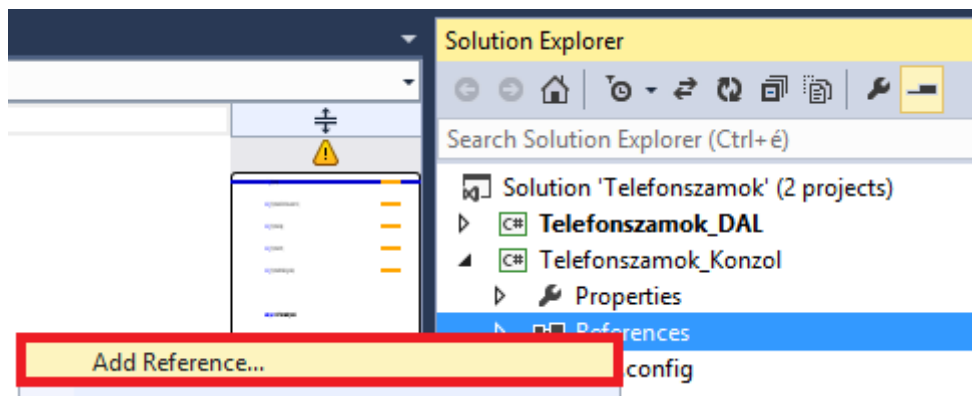 Solution Explorer
Search Solution Explorer (Ctrl+é)
Solution 'Telefonszamok' (2 projects)
C# Telefonszamok_DAL
C# Telefonszamok_Konzol
Properties
References
Add Reference...
config